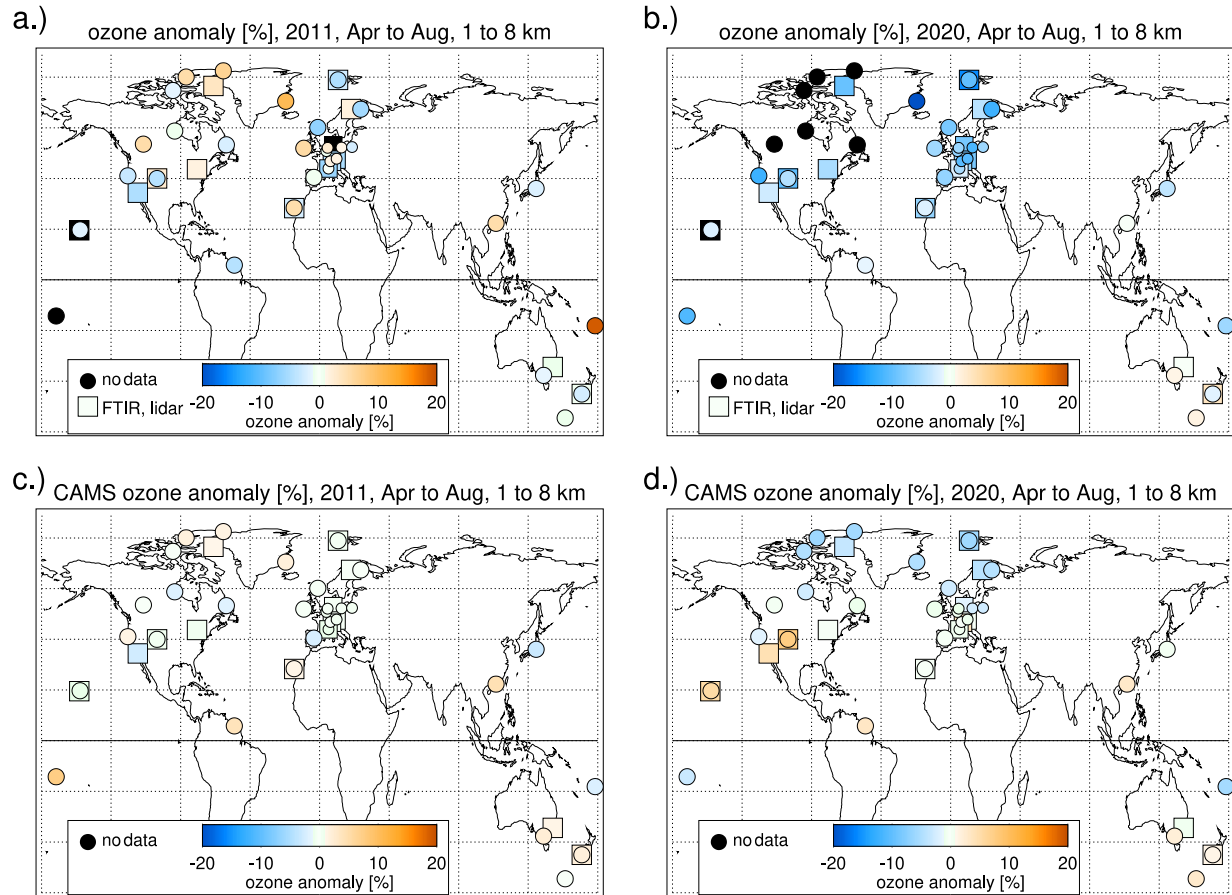 a.)
ozone anomaly [%], 2011, Apr to Aug, 1 to 8 km
no data
FTIR, lidar
-20 -10 0 10 20
ozone anomaly [%]
b.)
ozone anomaly [%], 2020, Apr to Aug, 1 to 8 km
no data
FTIR, lidar
-20 -10 0 10 20
ozone anomaly [%]
c.)
CAMS ozone anomaly [%], 2011, Apr to Aug, 1 to 8 km
no data
-20 -10 0 10 20
ozone anomaly [%]
d.)
CAMS ozone anomaly [%], 2020, Apr to Aug, 1 to 8 km
no data
-20 -10 0 10 20
ozone anomaly [%]